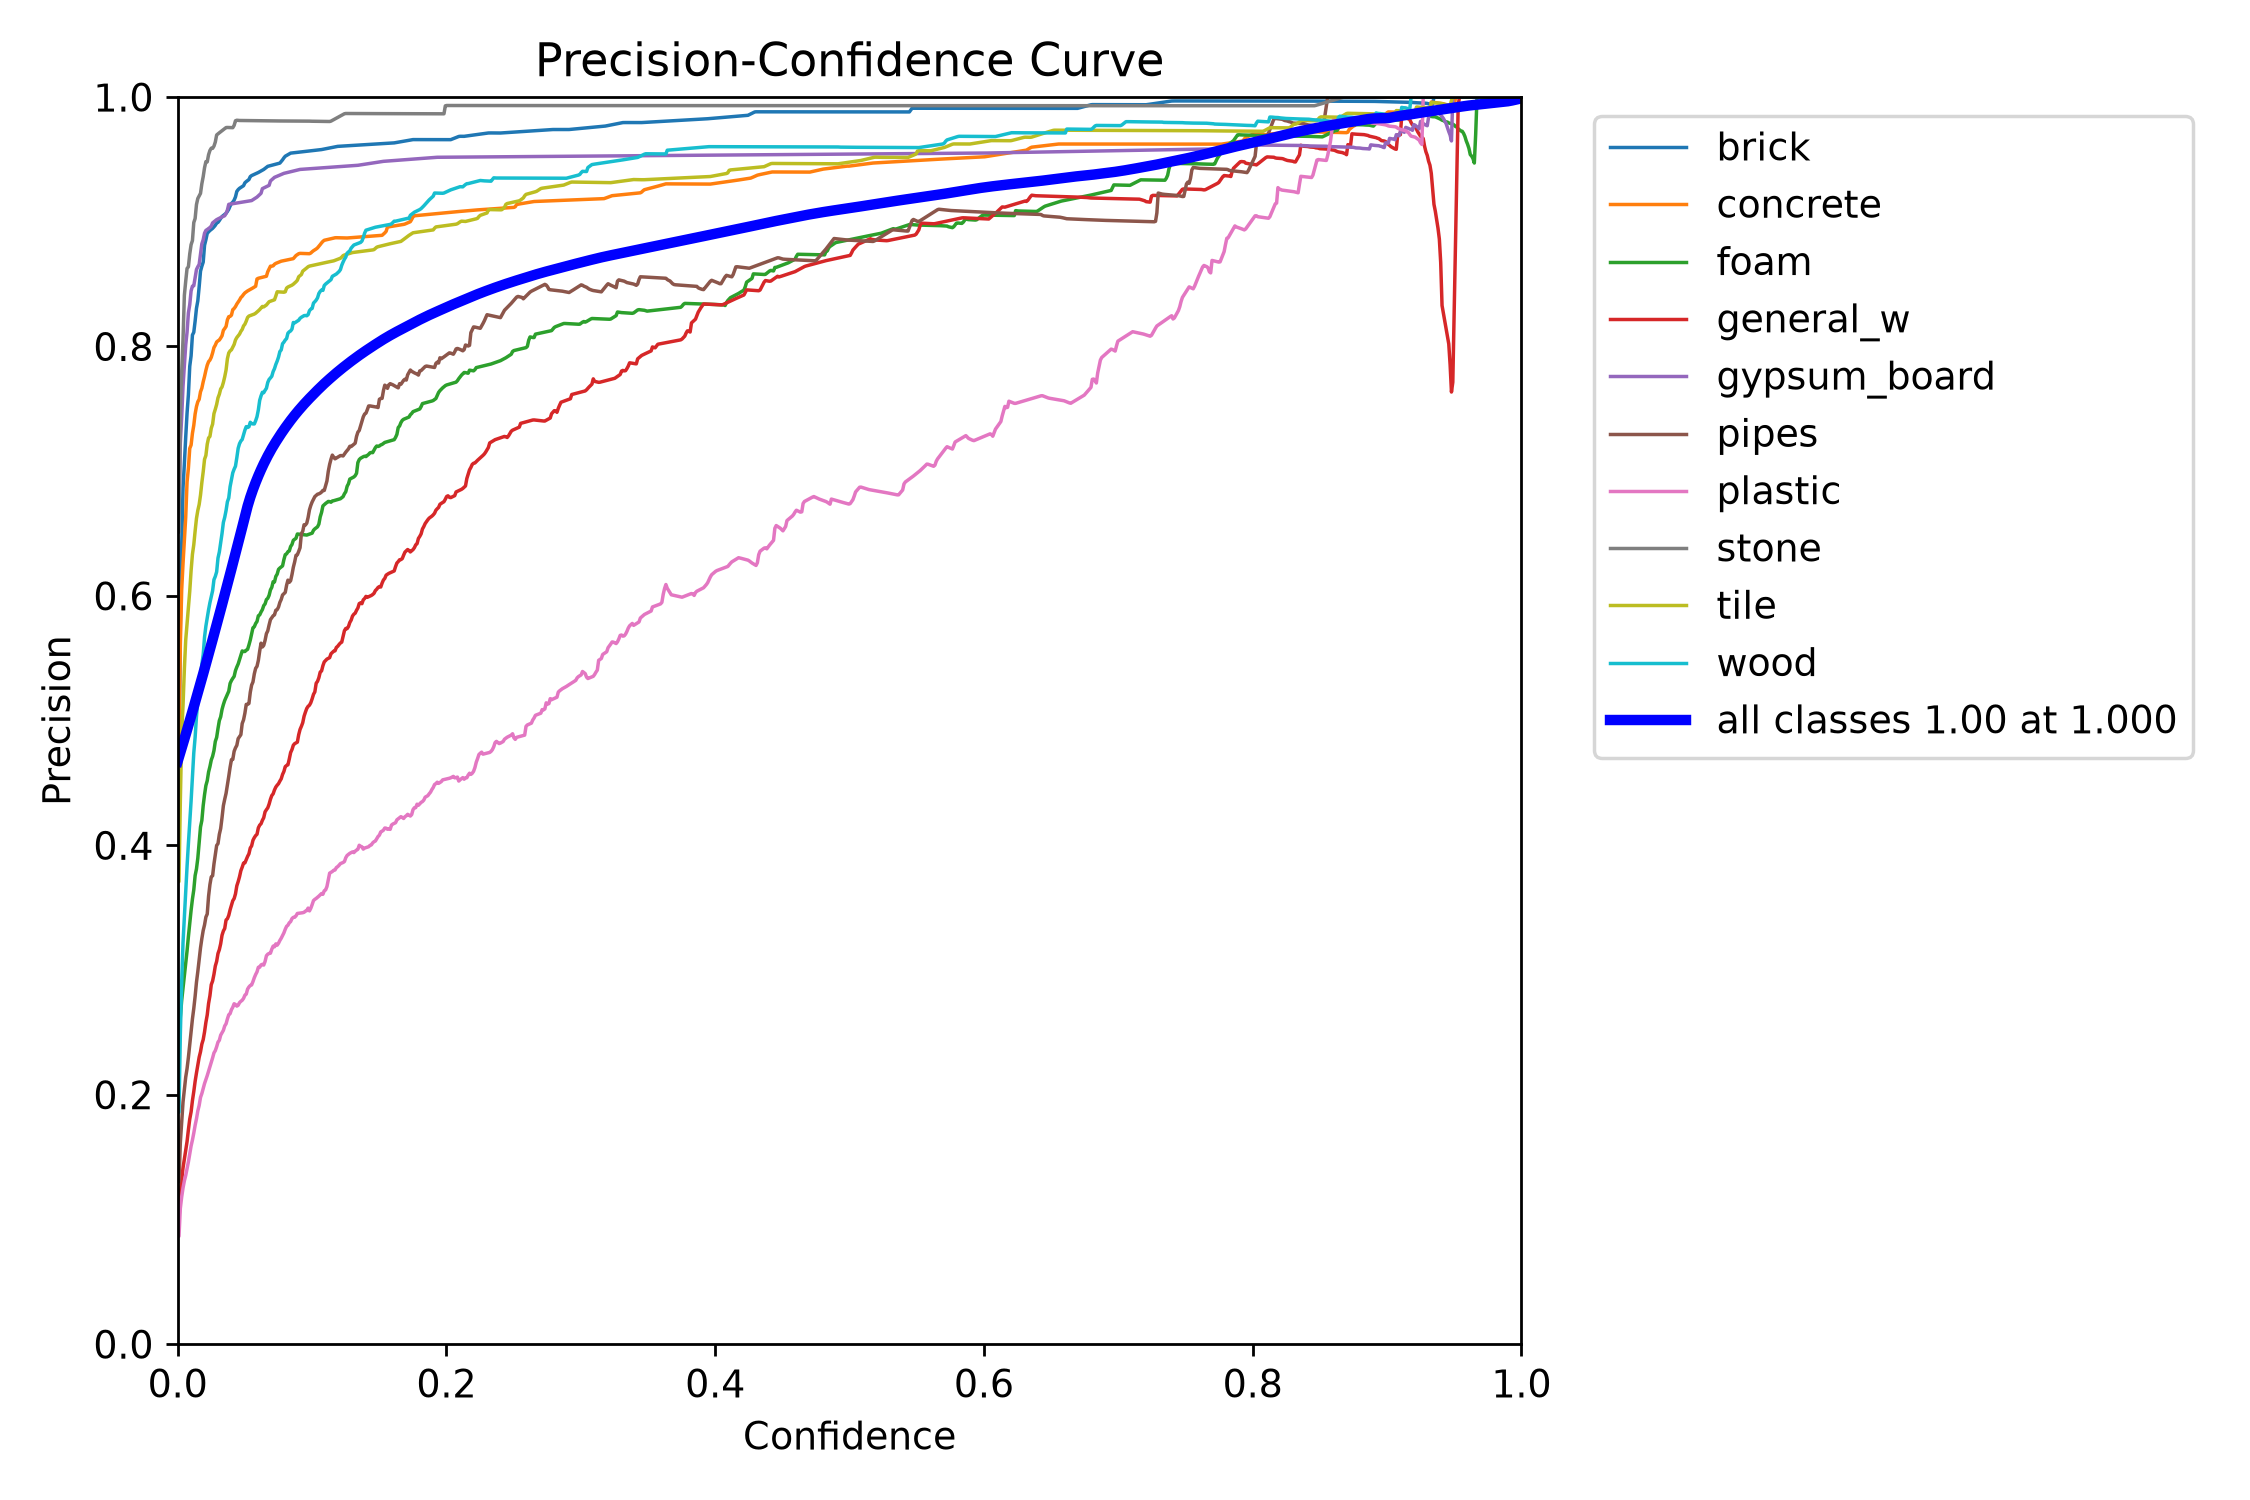 Precision-Confidence Curve
1.0
0.8
0.6
0.4
0.2
0.0
Precision
0.0 0.2 0.4 0.6 0.8 1.0
Confidence
brick
concrete
foam
general_w
gypsum_board
pipes
plastic
stone
tile
wood
all classes 1.00 at 1.000